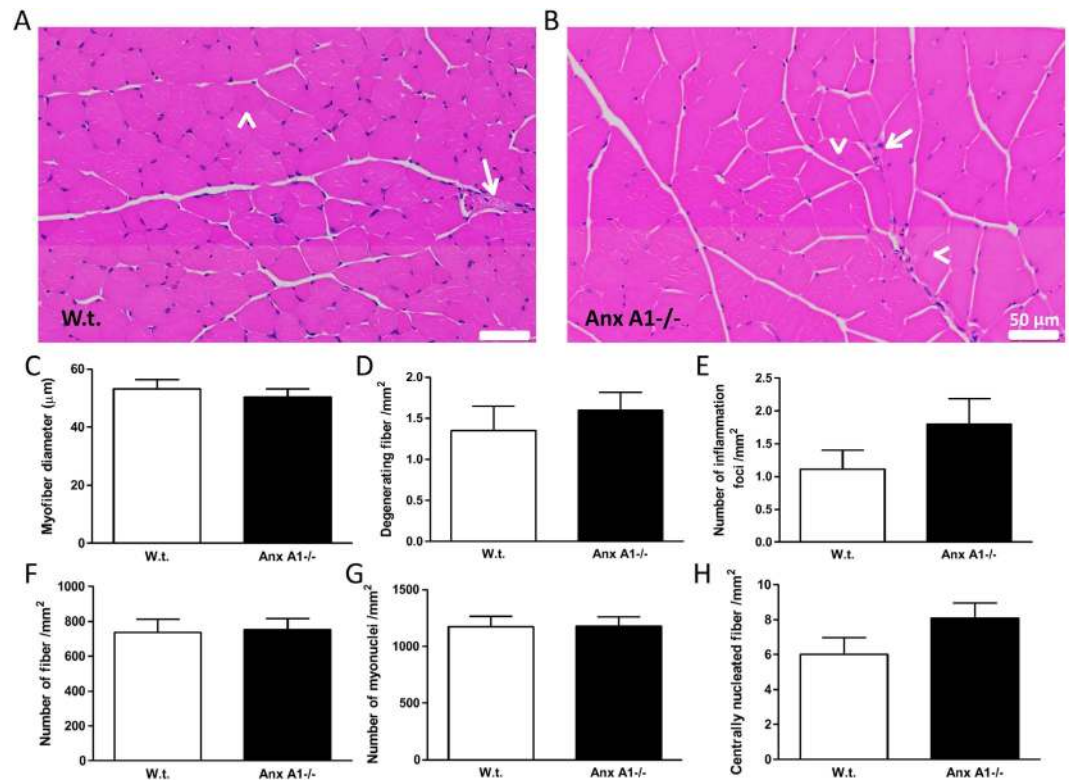 A
B
W.t.
Anx A1-/-
50 μm
C
Myofiber diameter (μm)
60
40
20
0
W.t.
Anx A1-/-
D
Degenerating fiber /mm²
2.0
1.5
1.0
0.5
0.0
W.t.
Anx A1-/-
E
Number of inflammation
foci /mm²
2.5
2.0
1.5
1.0
0.5
0.0
W.t.
Anx A1-/-
F
Number of fiber /mm²
1000
800
600
400
200
0
W.t.
Anx A1-/-
G
Number of myonuclei /mm²
1500
1000
500
0
W.t.
Anx A1-/-
H
Centrally nucleated fiber /mm²
10
8
6
4
2
0
W.t.
Anx A1-/-